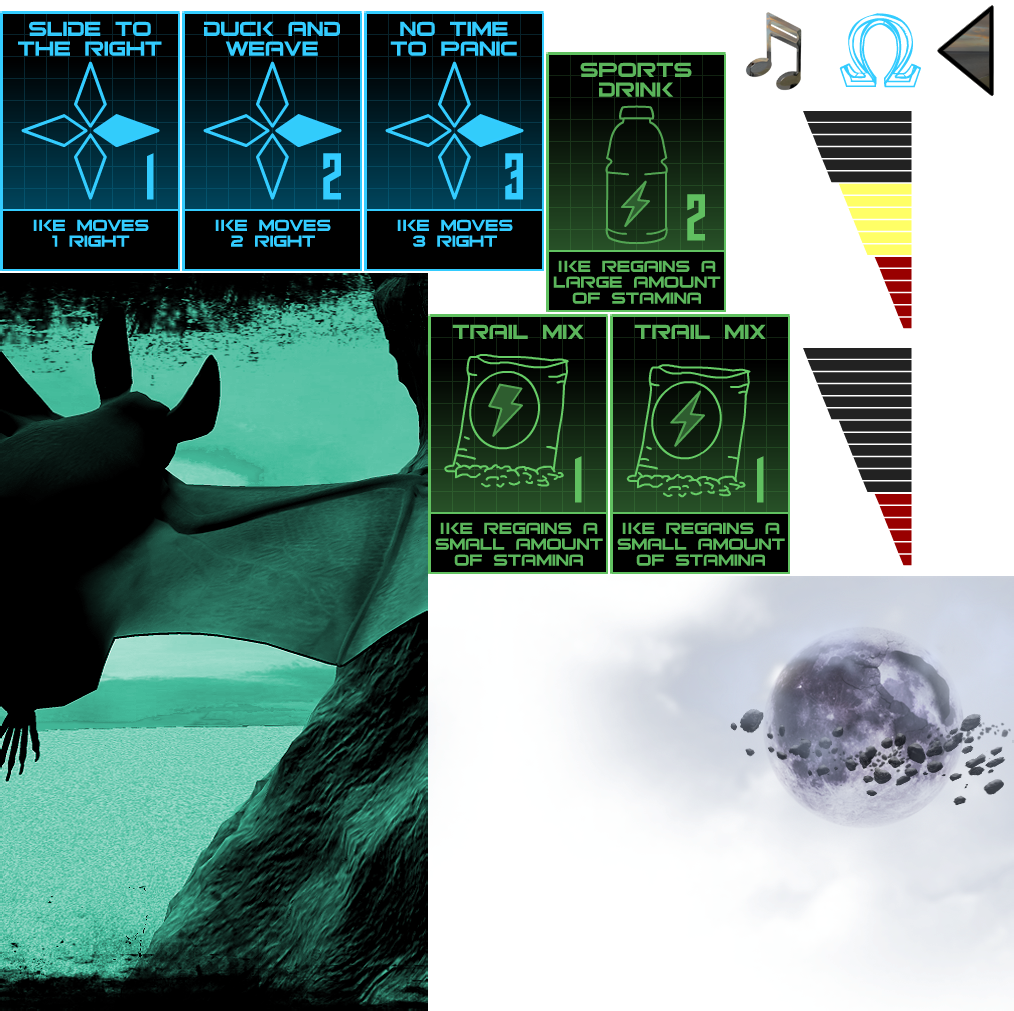 SLIDE TO
THE RIGHT
1
IKE MOVES
1 RIGHT
DUCK AND
WEAVE
2
IKE MOVES
2 RIGHT
NO TIME
TO PANIC
3
IKE MOVES
3 RIGHT
SPORTS
DRINK
2
IKE REGAINS A
LARGE AMOUNT
OF STAMINA
TRAIL MIX
1
IKE REGAINS A
SMALL AMOUNT
OF STAMINA
TRAIL MIX
1
IKE REGAINS A
SMALL AMOUNT
OF STAMINA
Ω